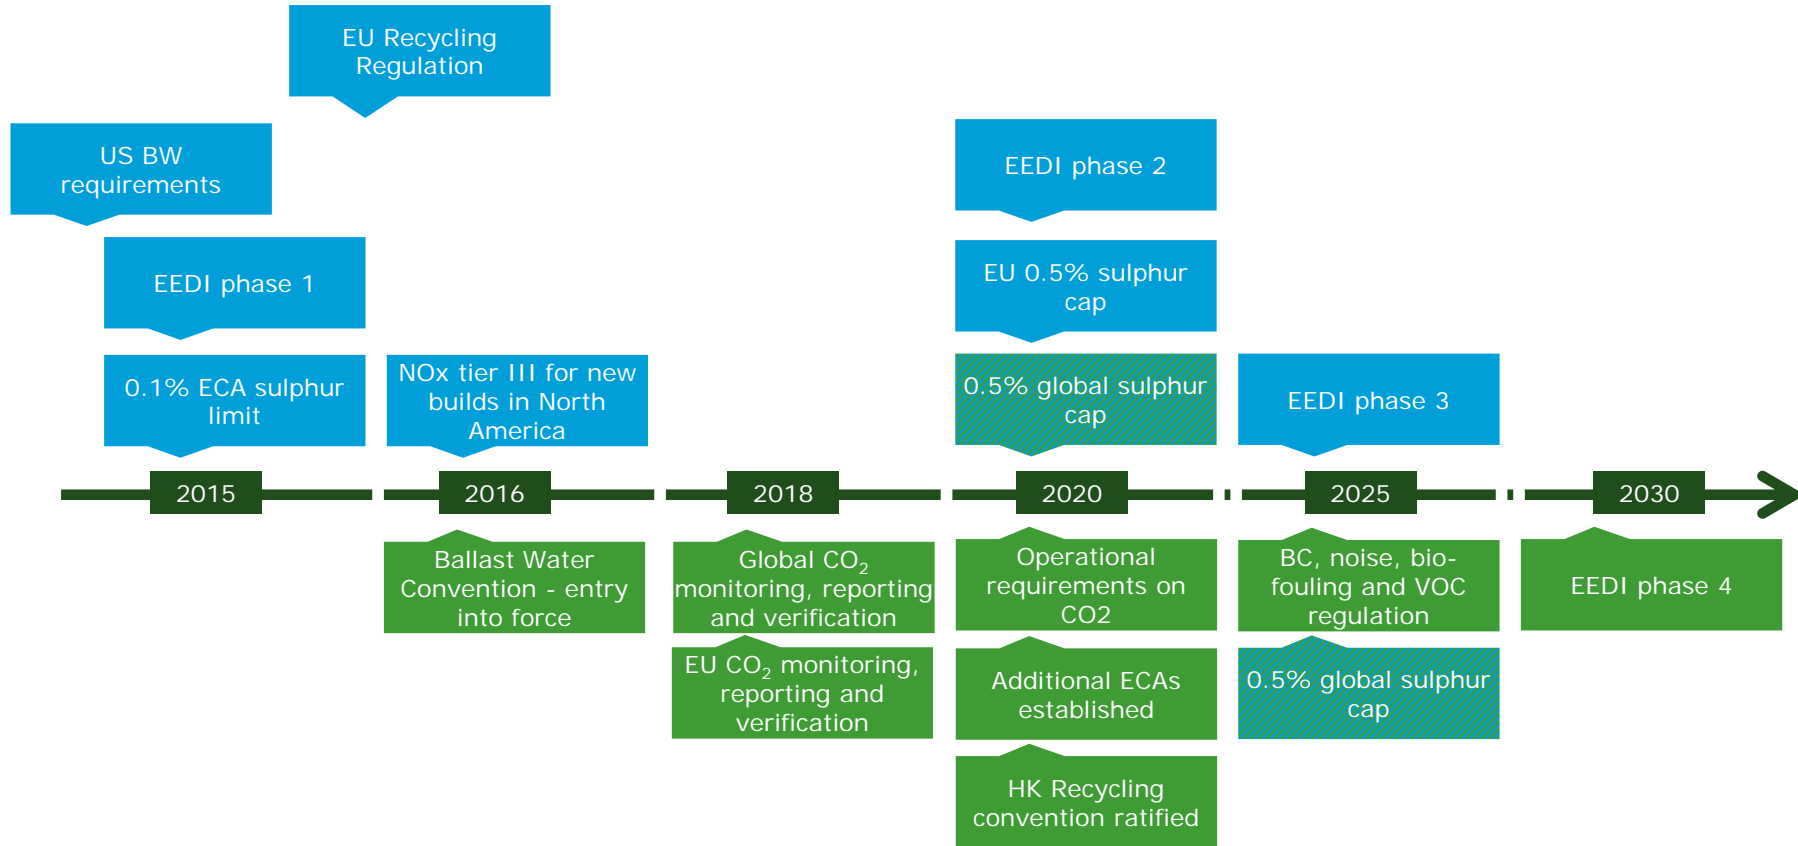 EU Recycling
Regulation
US BW
requirements
EEDI phase 1
0.1% ECA sulphur
limit
NOx tier III for new
builds in North
America
EEDI phase 2
EU 0.5% sulphur
cap
0.5% global sulphur
cap
EEDI phase 3
2015
2016
2018
2020
2025
2030
Ballast Water
Convention - entry
into force
Global CO₂
monitoring, reporting
and verification
EU CO₂ monitoring,
reporting and
verification
Operational
requirements on
CO2
Additional ECAs
established
HK Recycling
convention ratified
BC, noise, bio-
fouling and VOC
regulation
0.5% global sulphur
cap
EEDI phase 4